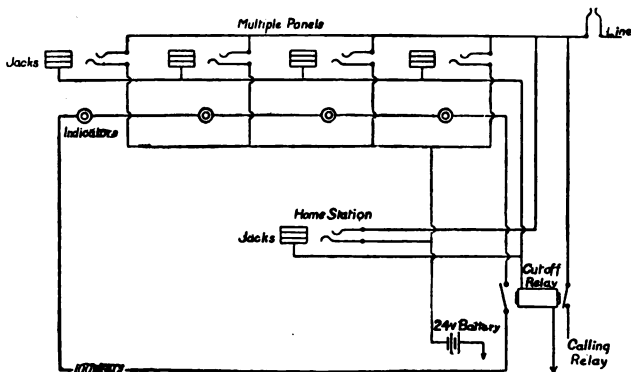 Multiple Panels
Line
Jacks
Indicators
Home Station
Jacks
Cutoff
Relay
24v Battery
Calling
Relay